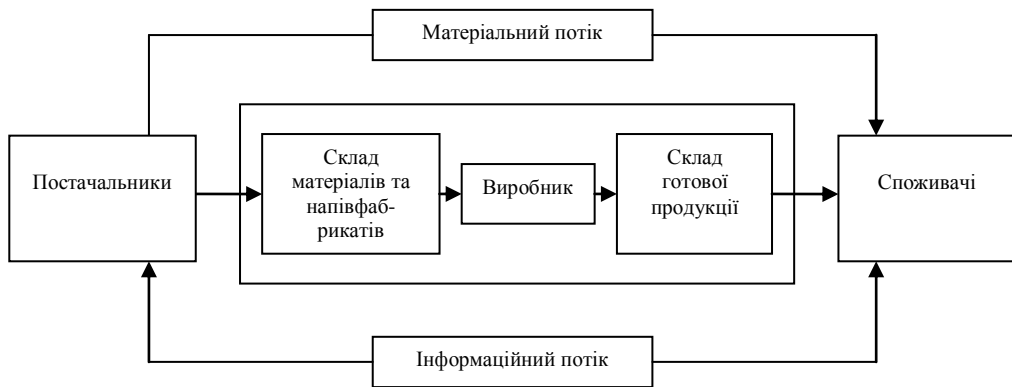 Матеріальний потік
Постачальники
Склад
матеріалів та
напівфаб-
рикатів
Виробник
Склад
готової
продукції
Споживачі
Інформаційний потік